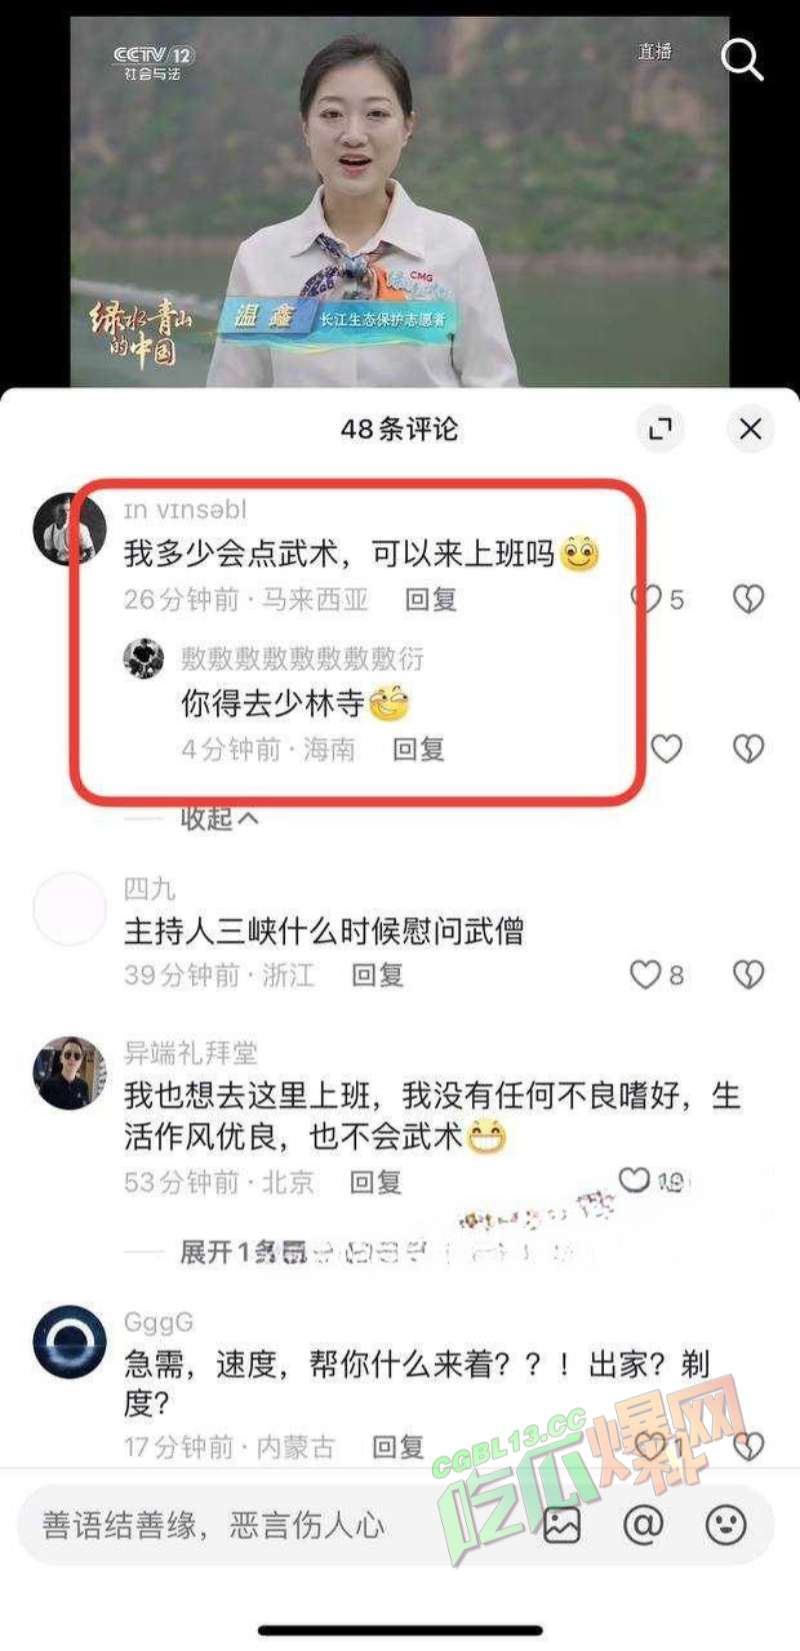 CCTV 12
社会与法
直播
CMG
绿水青山
的中国
温鑫
长江生态保护志愿者
48条评论
ɪn vɪnsəbl
我多少会点武术，可以来上班吗
26分钟前·马来西亚 回复
5
敷敷敷敷敷敷敷敷衍
你得去少林寺
4分钟前·海南 回复
收起
四九
主持人三峡什么时候慰问武僧
39分钟前·浙江 回复
8
异端礼拜堂
我也想去这里上班，我没有任何不良嗜好，生
活作风优良，也不会武术
53分钟前·北京 回复
19
展开1条
GggG
急需，速度，帮你什么来着？？！出家？剃
度？
17分钟前·内蒙古 回复
1
CGBL13.CC
吃瓜爆料网
善语结善缘，恶言伤人心